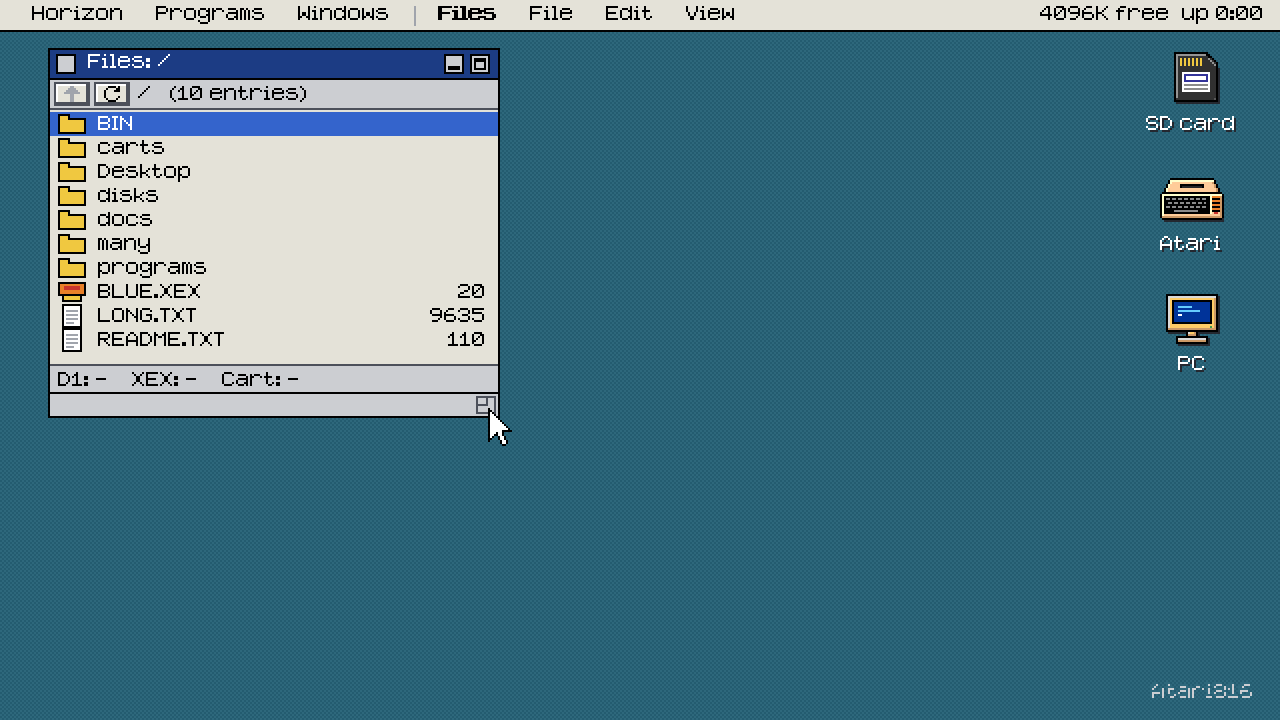 Horizon Programs Windows | Files File Edit View 4096K free up 0:00
Files: /
/ (10 entries)
BIN
carts
Desktop
disks
docs
many
programs
BLUE.XEX 20
LONG.TXT 9635
README.TXT 110
D1: - XEX: - Cart: -
SD card
Atari
PC
Atari816